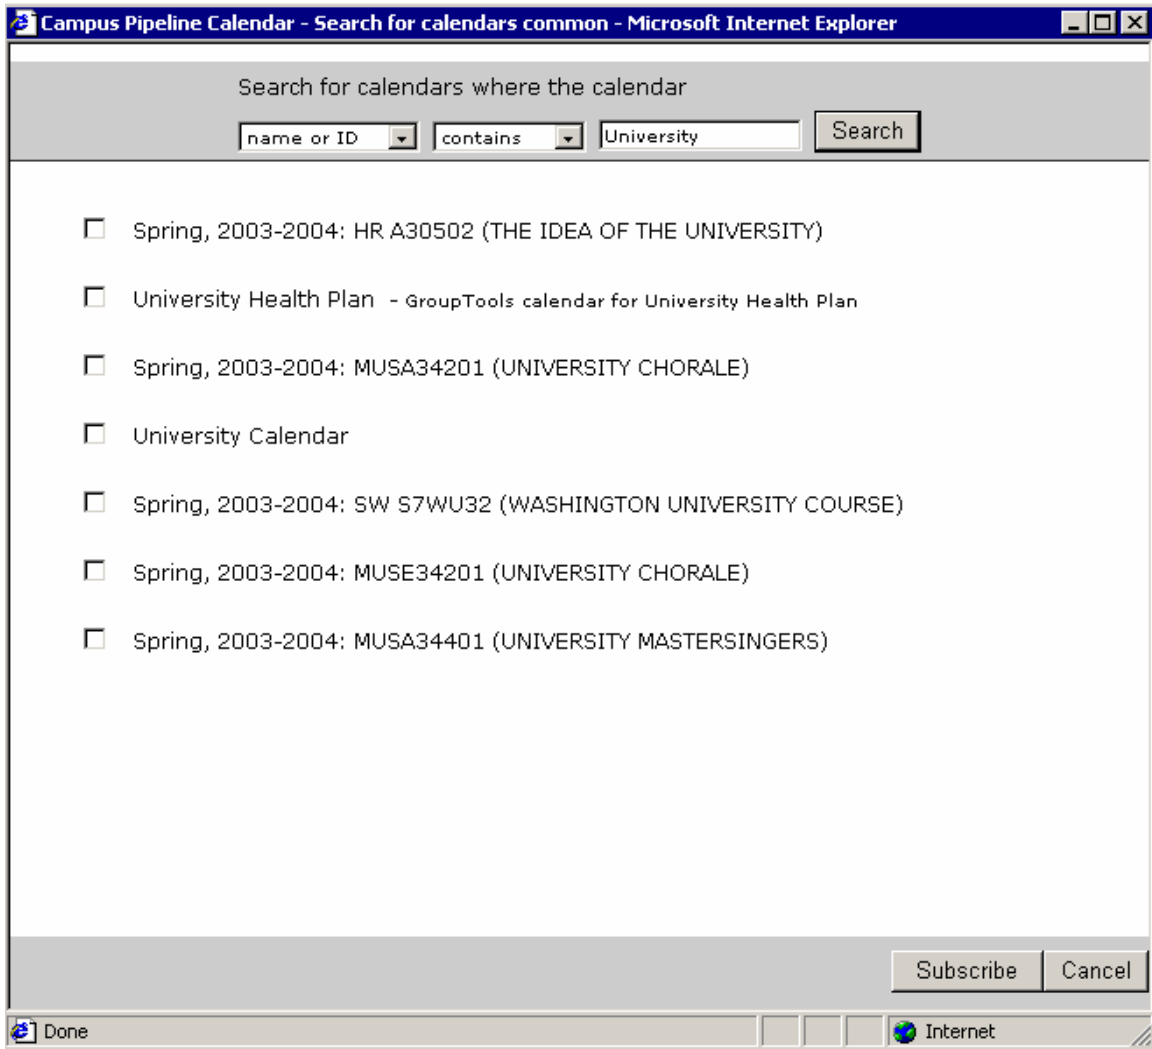 Campus Pipeline Calendar - Search for calendars common - Microsoft Internet Explorer
Search for calendars where the calendar
name or ID contains University Search
Spring, 2003-2004: HR A30502 (THE IDEA OF THE UNIVERSITY)
University Health Plan - GroupTools calendar for University Health Plan
Spring, 2003-2004: MUSA34201 (UNIVERSITY CHORALE)
University Calendar
Spring, 2003-2004: SW S7WU32 (WASHINGTON UNIVERSITY COURSE)
Spring, 2003-2004: MUSE34201 (UNIVERSITY CHORALE)
Spring, 2003-2004: MUSA34401 (UNIVERSITY MASTERSINGERS)
Subscribe Cancel
Done Internet